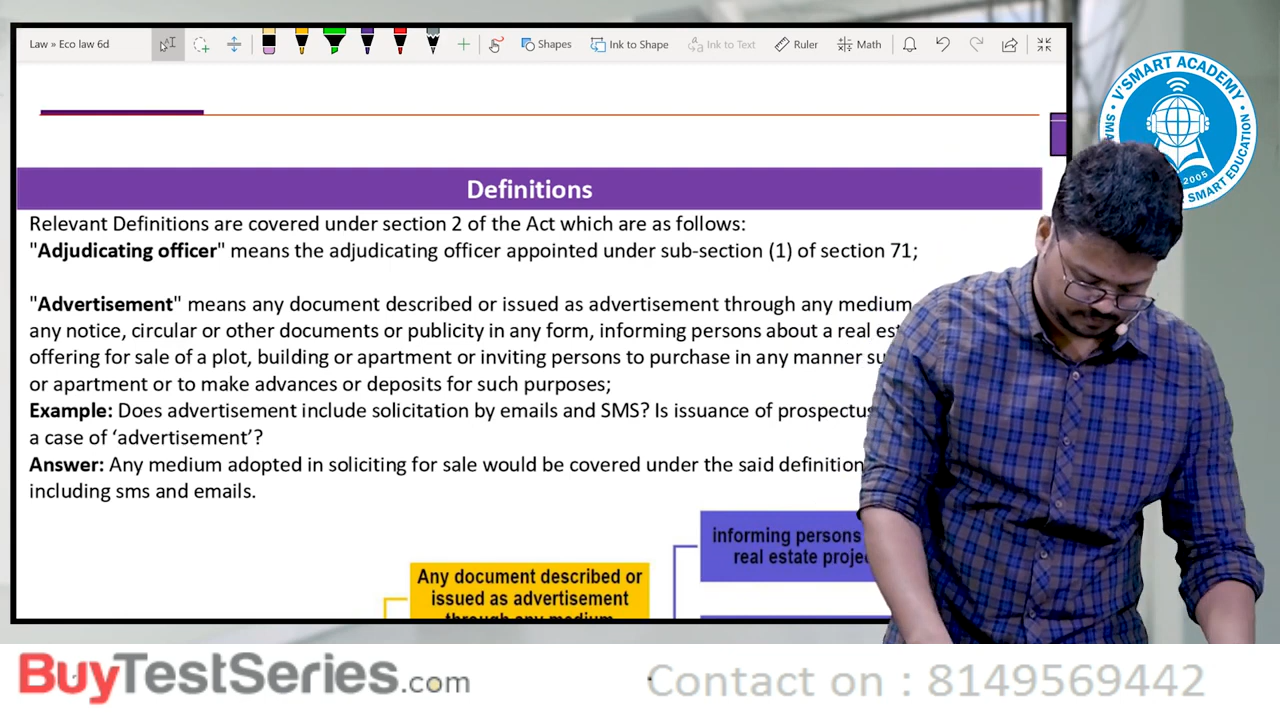 Law » Eco law 6d
Shapes
Ink to Shape
Ink to Text
Ruler
Math
V'SMART ACADEMY
SMART EDUCATION
2005
Definitions
Relevant Definitions are covered under section 2 of the Act which are as follows:
"Adjudicating officer" means the adjudicating officer appointed under sub-section (1) of section 71;
"Advertisement" means any document described or issued as advertisement through any medium
any notice, circular or other documents or publicity in any form, informing persons about a real
offering for sale of a plot, building or apartment or inviting persons to purchase in any manner
or apartment or to make advances or deposits for such purposes;
Example: Does advertisement include solicitation by emails and SMS? Is issuance of prospectus
a case of ‘advertisement’?
Answer: Any medium adopted in soliciting for sale would be covered under the said definition
including sms and emails.
informing persons
real estate
Any document described or
issued as advertisement
through any medium
BuyTestSeries.com
Contact on : 8149569442